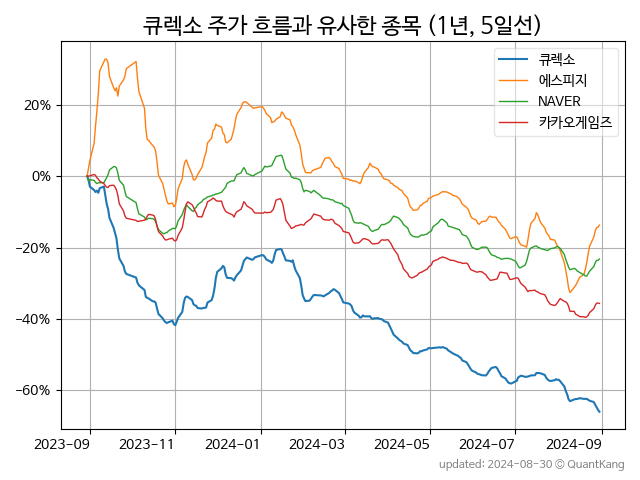 큐렉소 주가 흐름과 유사한 종목 (1년, 5일선)
큐렉소
에스피지
NAVER
카카오게임즈
20%
0%
−20%
−40%
−60%
2023−09
2023−11
2024−01
2024−03
2024−05
2024−07
2024−09
updated: 2024-08-30 © QuantKang